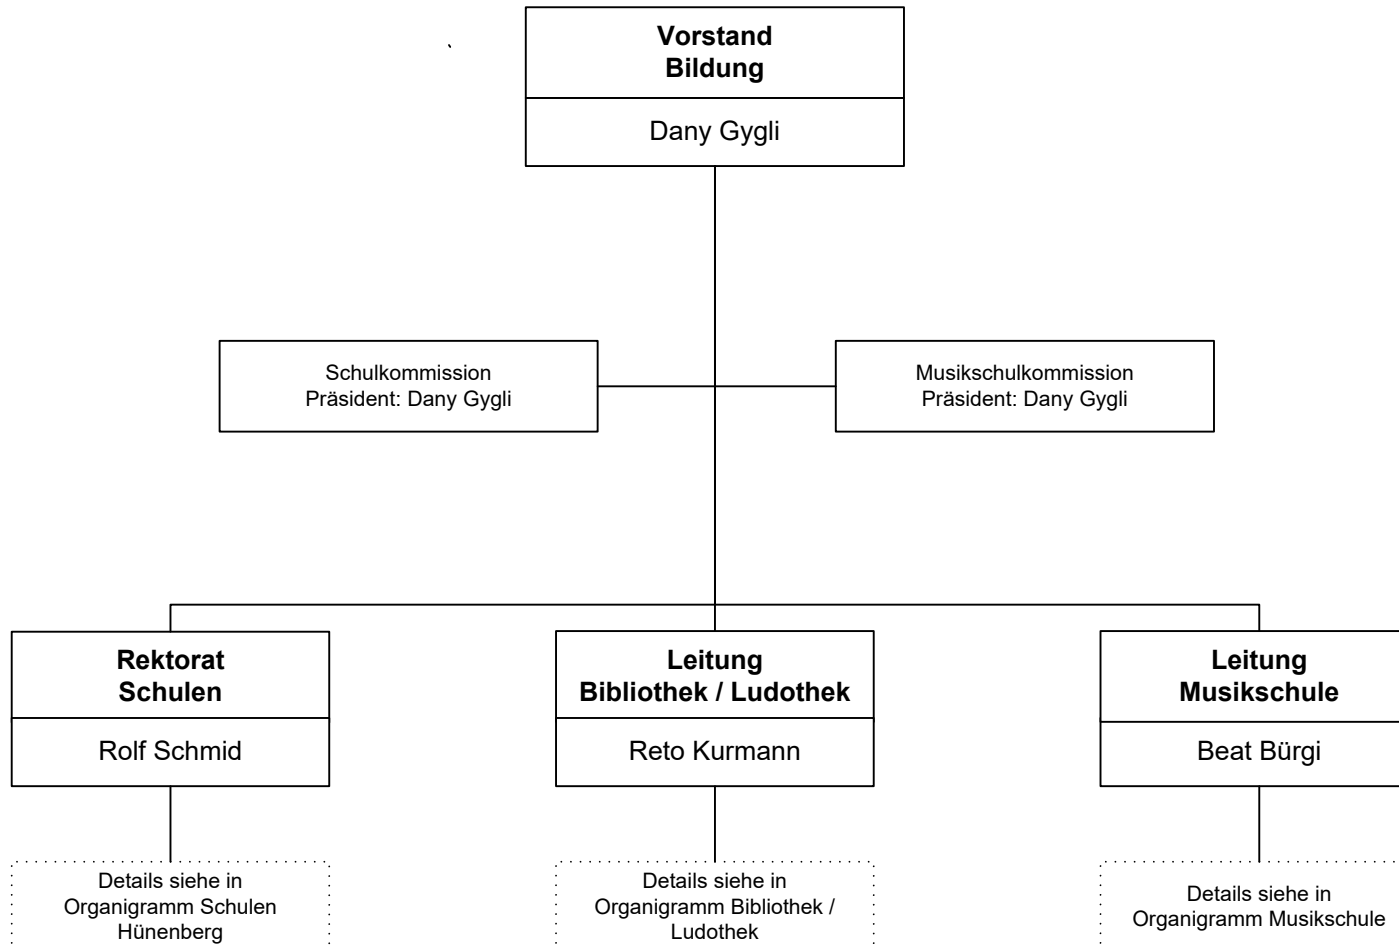 Vorstand
Bildung
Dany Gygli
Schulkommission
Präsident: Dany Gygli
Musikschulkommission
Präsident: Dany Gygli
Rektorat
Schulen
Rolf Schmid
Leitung
Bibliothek / Ludothek
Reto Kurmann
Leitung
Musikschule
Beat Bürgi
Details siehe in
Organigramm Schulen
Hünenberg
Details siehe in
Organigramm Bibliothek /
Ludothek
Details siehe in
Organigramm Musikschule